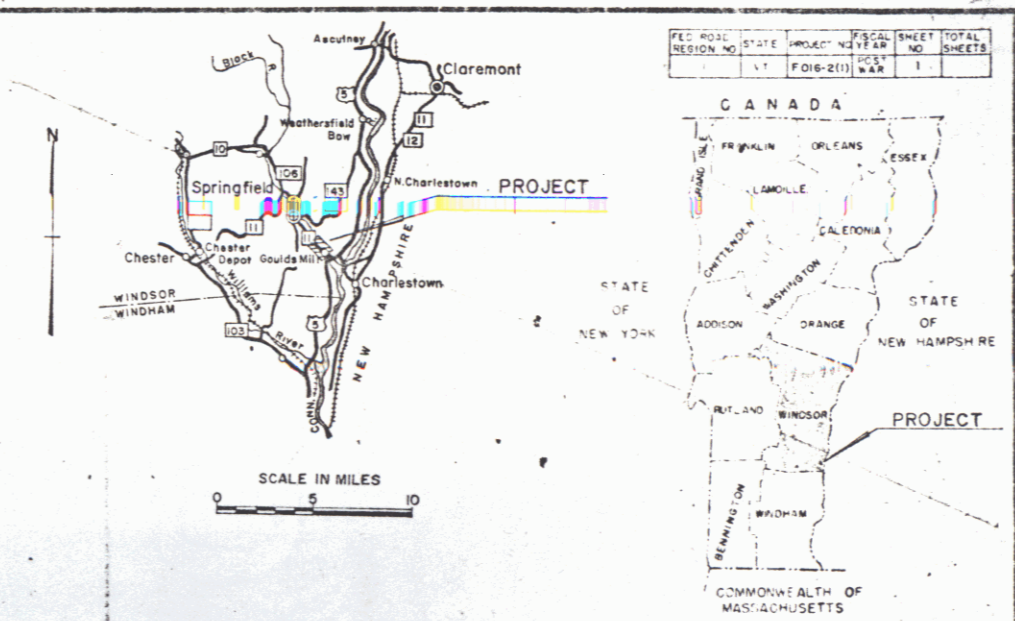 FED ROAD REGION NO
STATE
PROJECT NO
FISCAL YEAR
SHEET NO
TOTAL SHEETS
VT
F 016-2(1)
POST WAR
1
N
Ascutney
Black R.
Claremont
5
Weathersfield Bow
11
12
10
106
143
N. Charlestown
PROJECT
Springfield
11
11
Chester Depot
Chester
Goulds Mill
Charlestown
WINDSOR
WINDHAM
Williams River
103
5
CONN.
NEW HAMPSHIRE
SCALE IN MILES
0 5 10
CANADA
GRAND ISLE
FRANKLIN
ORLEANS
ESSEX
LAMOILLE
CHITTENDEN
CALEDONIA
WASHINGTON
STATE OF NEW YORK
ADDISON
ORANGE
STATE OF NEW HAMPSHIRE
RUTLAND
WINDSOR
PROJECT
BENNINGTON
WINDHAM
COMMONWEALTH OF
MASSACHUSETTS